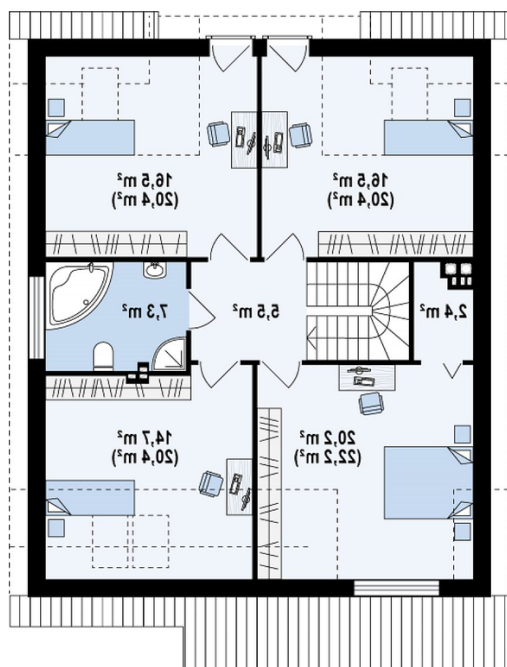 16,5 m²
(20,4 m²)
16,5 m²
(20,4 m²)
7,3 m²
5,5 m²
2,4 m²
14,7 m²
(20,4 m²)
20,2 m²
(22,2 m²)